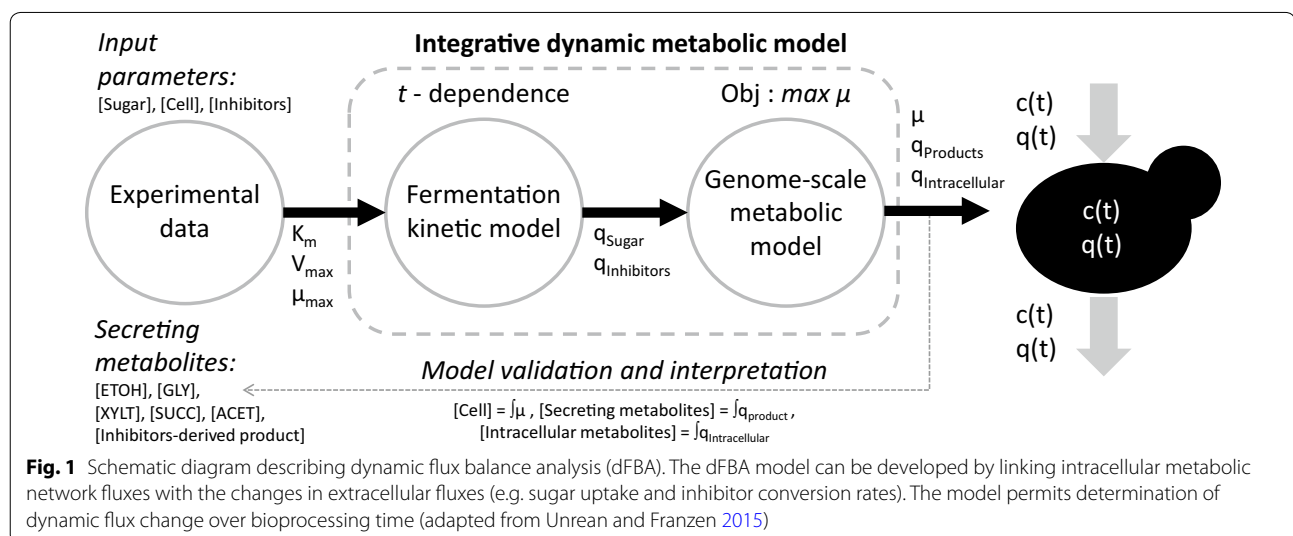 Input
parameters:
[Sugar], [Cell], [Inhibitors]
Experimental
data
Secreting
metabolites:
[ETOH], [GLY],
[XYLT], [SUCC], [ACET],
[Inhibitors-derived product]
Km
Vmax
μmax
Integrative dynamic metabolic model
t - dependence
Fermentation
kinetic model
qSugar
qInhibitors
Obj : max μ
Genome-scale
metabolic
model
μ
qProducts
qIntracellular
c(t)
q(t)
c(t)
q(t)
c(t)
q(t)
Model validation and interpretation
[Cell] = ∫μ , [Secreting metabolites] = ∫qproduct ,
[Intracellular metabolites] = ∫qIntracellular
Fig. 1 Schematic diagram describing dynamic flux balance analysis (dFBA). The dFBA model can be developed by linking intracellular metabolic
network fluxes with the changes in extracellular fluxes (e.g. sugar uptake and inhibitor conversion rates). The model permits determination of
dynamic flux change over bioprocessing time (adapted from Unrean and Franzen 2015)